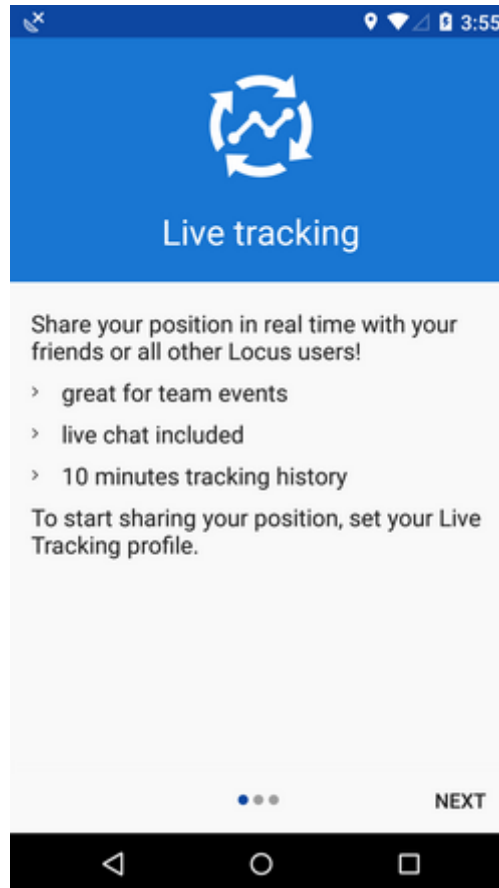 3:55
Live tracking
Share your position in real time with your
friends or all other Locus users!
> great for team events
> live chat included
> 10 minutes tracking history
To start sharing your position, set your Live
Tracking profile.
NEXT